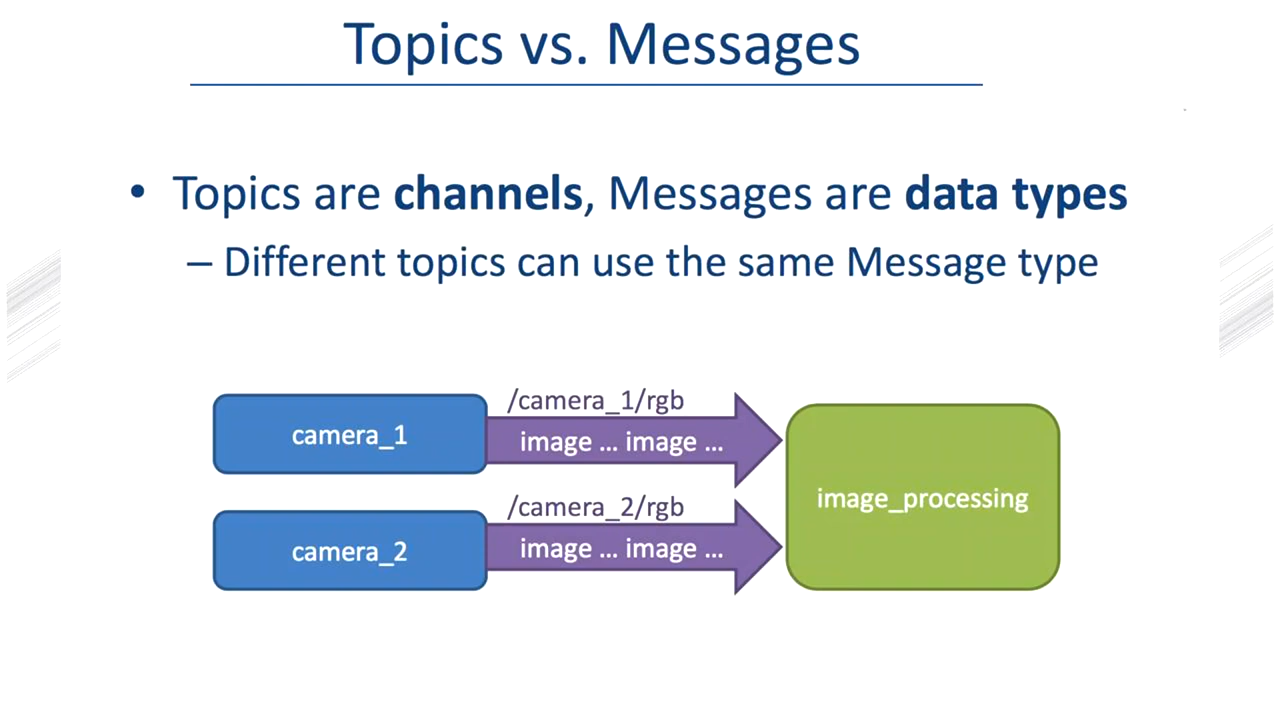 Topics vs. Messages
• Topics are channels, Messages are data types
– Different topics can use the same Message type
/camera_1/rgb
camera_1
image ... image ...
/camera_2/rgb
camera_2
image ... image ...
image_processing